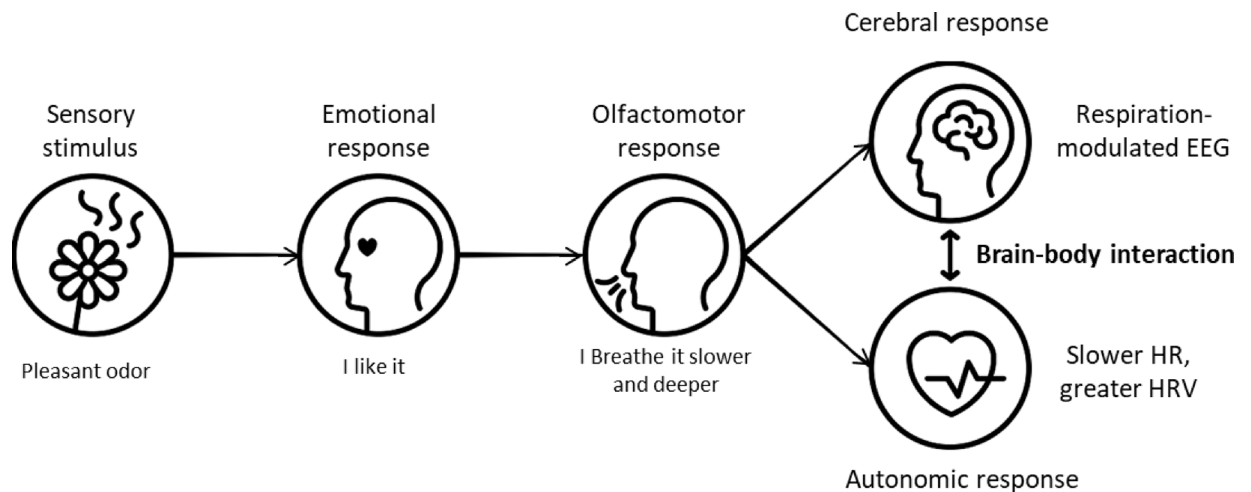 Sensory
stimulus
Pleasant odor
Emotional
response
I like it
Olfactomotor
response
I Breathe it slower
and deeper
Cerebral response
Respiration-
modulated EEG
Brain-body interaction
Slower HR,
greater HRV
Autonomic response